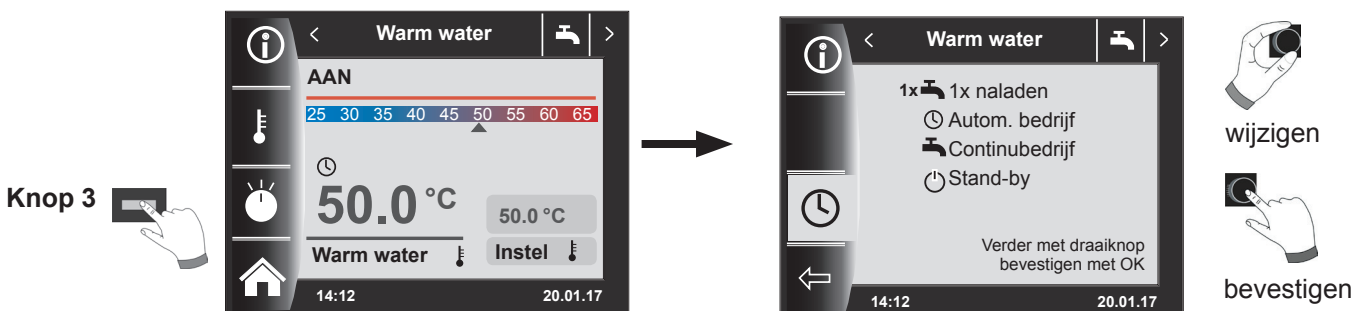 Knop 3
< Warm water >
AAN
25 30 35 40 45 50 55 60 65
50.0 °C
50.0 °C
Warm water
Instel
14:12 20.01.17
< Warm water >
1x 1x naladen
Autom. bedrijf
Continubedrijf
Stand-by
Verder met draaiknop
bevestigen met OK
14:12 20.01.17
wijzigen
bevestigen